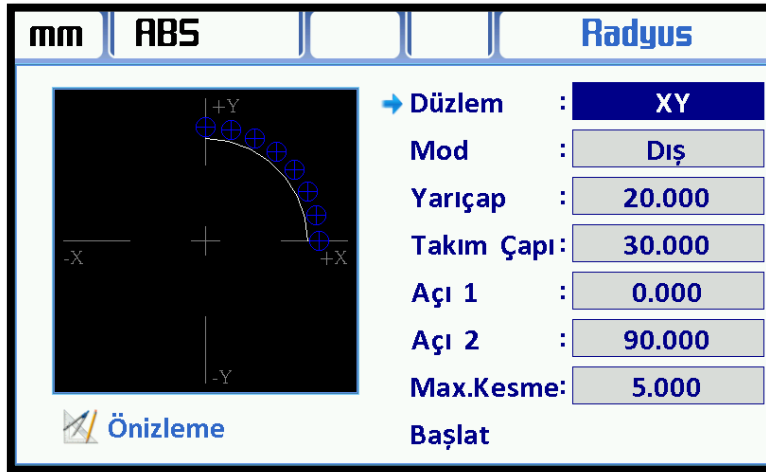 mm ABS Radyus
+Y
-X +X
-Y
Önizleme
Düzlem : XY
Mod : Dış
Yarıçap : 20.000
Takım Çapı: 30.000
Açı 1 : 0.000
Açı 2 : 90.000
Max.Kesme: 5.000
Başlat